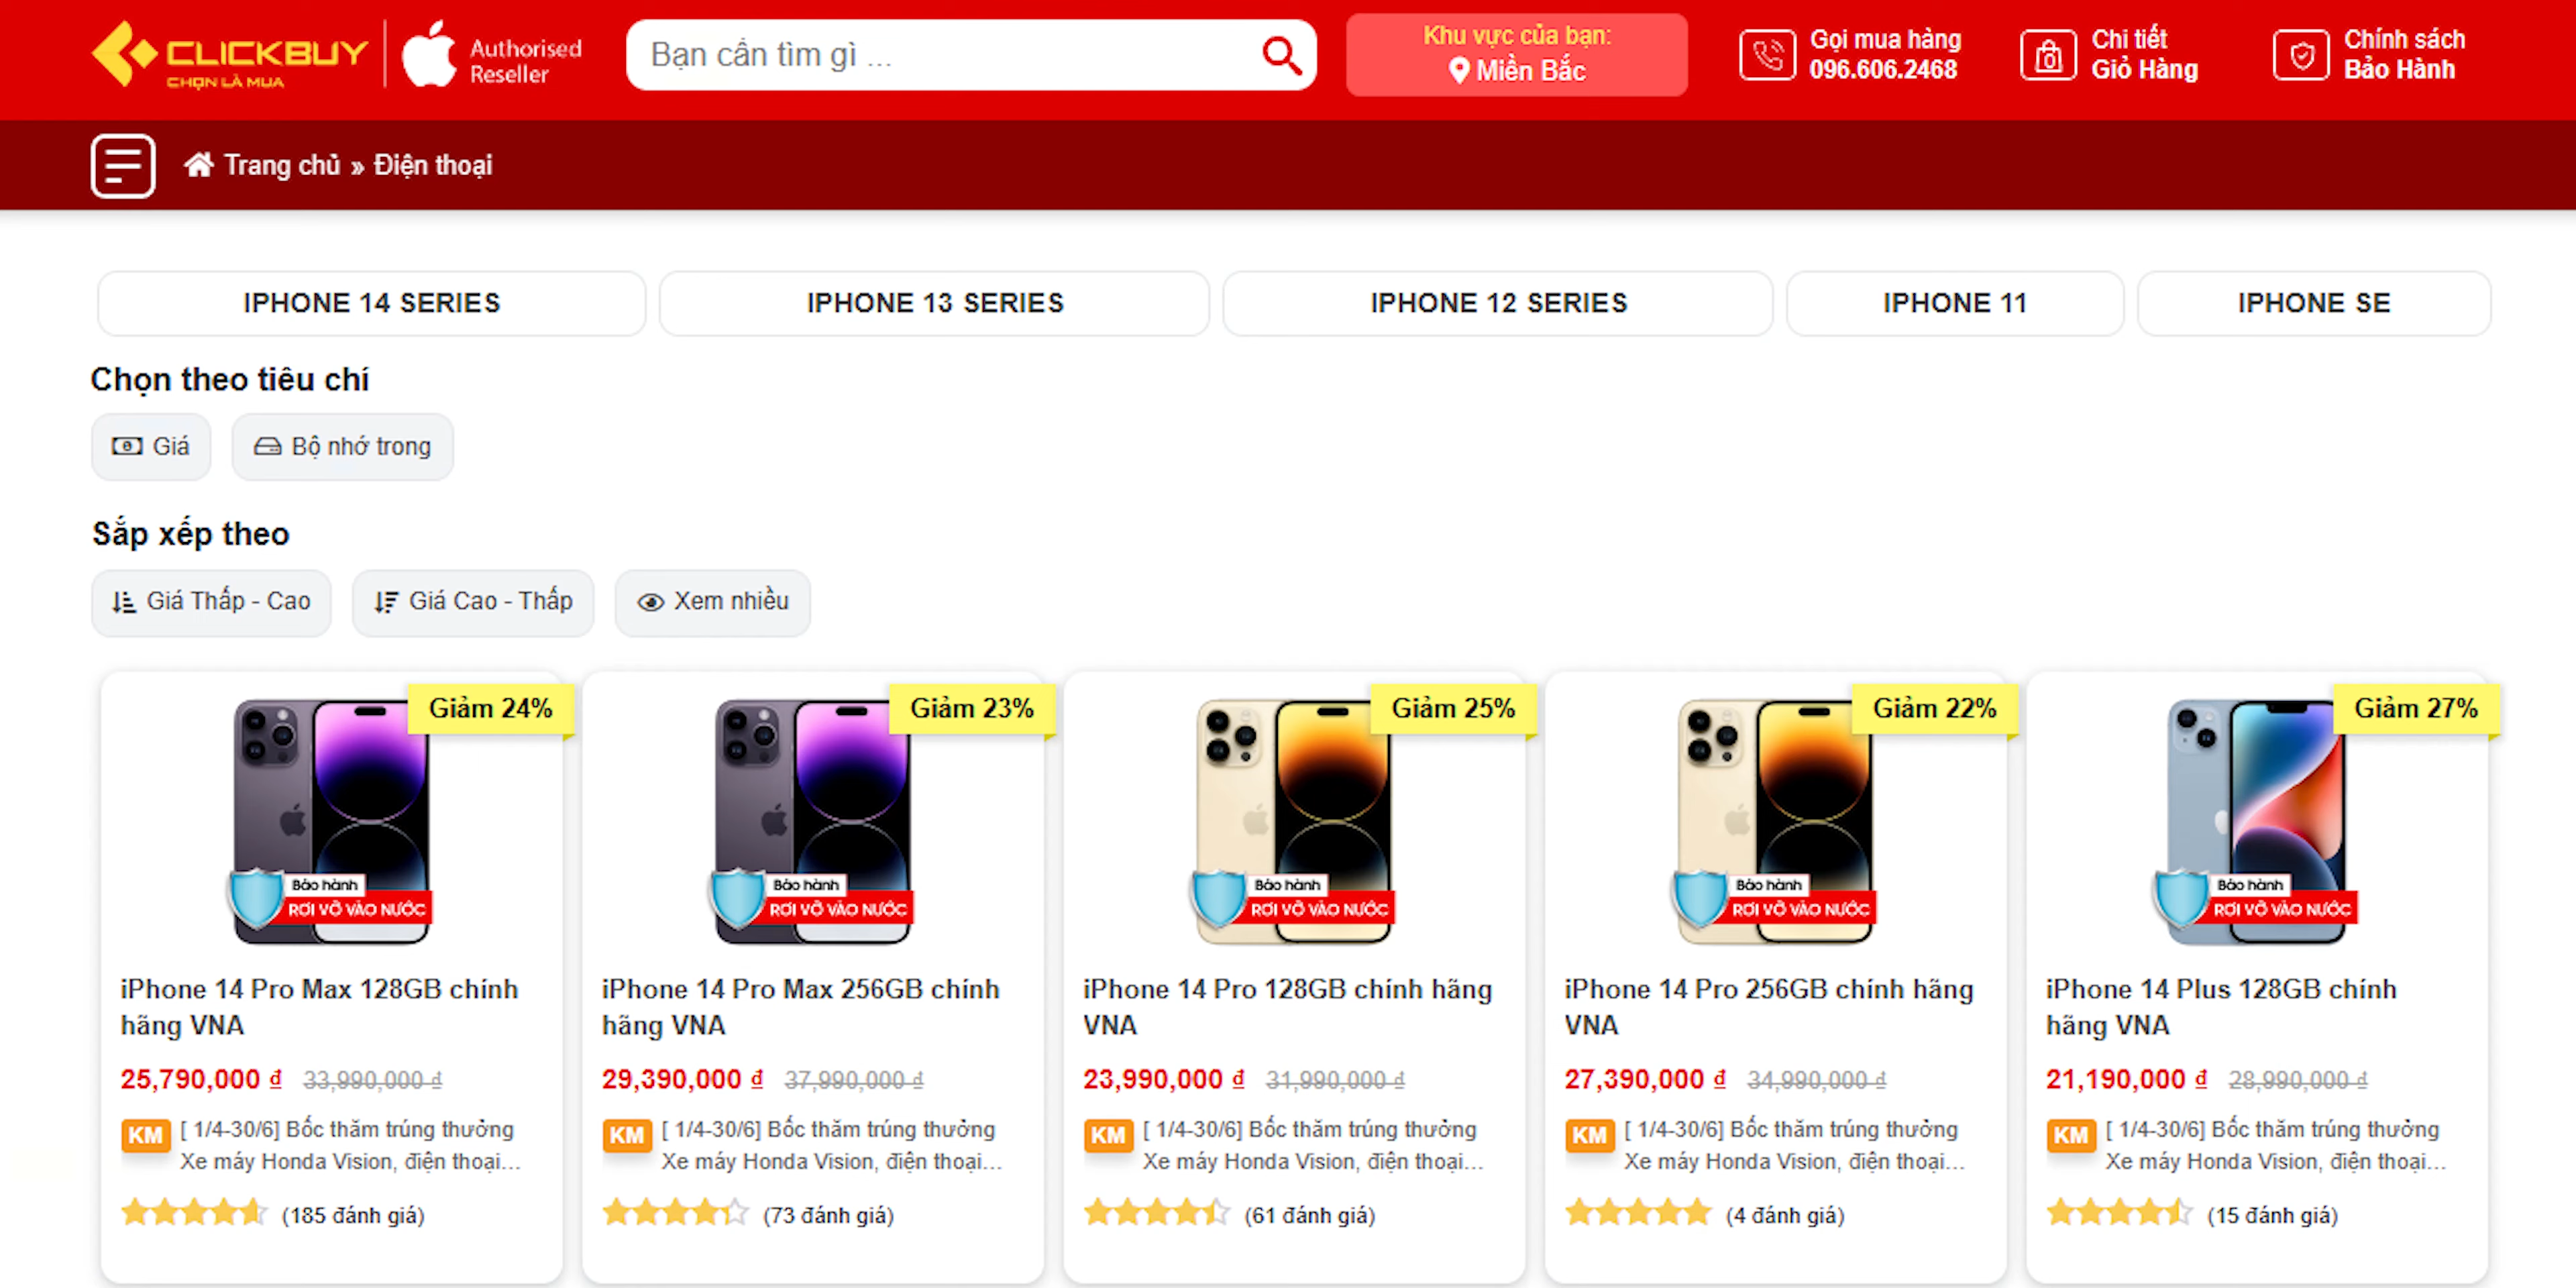 CLICKBUY
CHỌN LÀ MUA
Authorised
Reseller
Bạn cần tìm gì ...
Khu vực của bạn:
Miền Bắc
Gọi mua hàng
096.606.2468
Chi tiết
Giỏ Hàng
Chính sách
Bảo Hành
Trang chủ » Điện thoại
IPHONE 14 SERIES
IPHONE 13 SERIES
IPHONE 12 SERIES
IPHONE 11
IPHONE SE
Chọn theo tiêu chí
Giá
Bộ nhớ trong
Sắp xếp theo
Giá Thấp - Cao
Giá Cao - Thấp
Xem nhiều
Giảm 24%
Bảo hành
RƠI VỠ VÀO NƯỚC
iPhone 14 Pro Max 128GB chính
hãng VNA
25,790,000 ₫ 33,990,000 ₫
KM [ 1/4-30/6] Bốc thăm trúng thưởng
Xe máy Honda Vision, điện thoại...
(185 đánh giá)
Giảm 23%
Bảo hành
RƠI VỠ VÀO NƯỚC
iPhone 14 Pro Max 256GB chính
hãng VNA
29,390,000 ₫ 37,990,000 ₫
KM [ 1/4-30/6] Bốc thăm trúng thưởng
Xe máy Honda Vision, điện thoại...
(73 đánh giá)
Giảm 25%
Bảo hành
RƠI VỠ VÀO NƯỚC
iPhone 14 Pro 128GB chính hãng
VNA
23,990,000 ₫ 31,990,000 ₫
KM [ 1/4-30/6] Bốc thăm trúng thưởng
Xe máy Honda Vision, điện thoại...
(61 đánh giá)
Giảm 22%
Bảo hành
RƠI VỠ VÀO NƯỚC
iPhone 14 Pro 256GB chính hãng
VNA
27,390,000 ₫ 34,990,000 ₫
KM [ 1/4-30/6] Bốc thăm trúng thưởng
Xe máy Honda Vision, điện thoại...
(4 đánh giá)
Giảm 27%
Bảo hành
RƠI VỠ VÀO NƯỚC
iPhone 14 Plus 128GB chính
hãng VNA
21,190,000 ₫ 28,990,000 ₫
KM [ 1/4-30/6] Bốc thăm trúng thưởng
Xe máy Honda Vision, điện thoại...
(15 đánh giá)